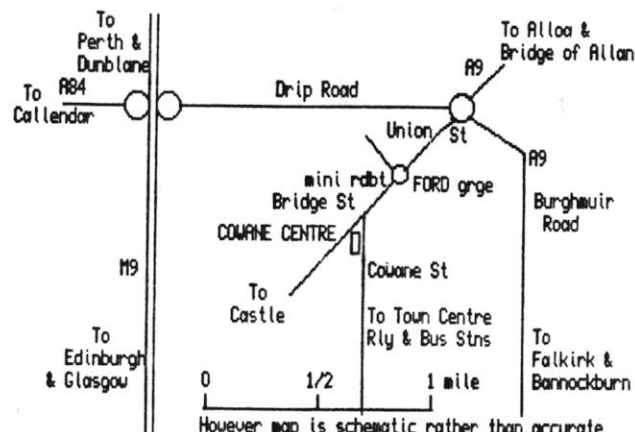 To
Perth &
Dunblane
To Alloa &
Bridge of Allan
A9
A84
To
Callendar
Drip Road
Union
St
A9
mini rdbt
FORD grge
Bridge St
Burghmuir
Road
COWANE CENTRE
M9
Cowane St
To
Castle
To Town Centre
Rly & Bus Stns
To
Edinburgh
& Glasgow
To
Falkirk &
Bannockburn
0 1/2 1 mile
However map is schematic rather than accurate